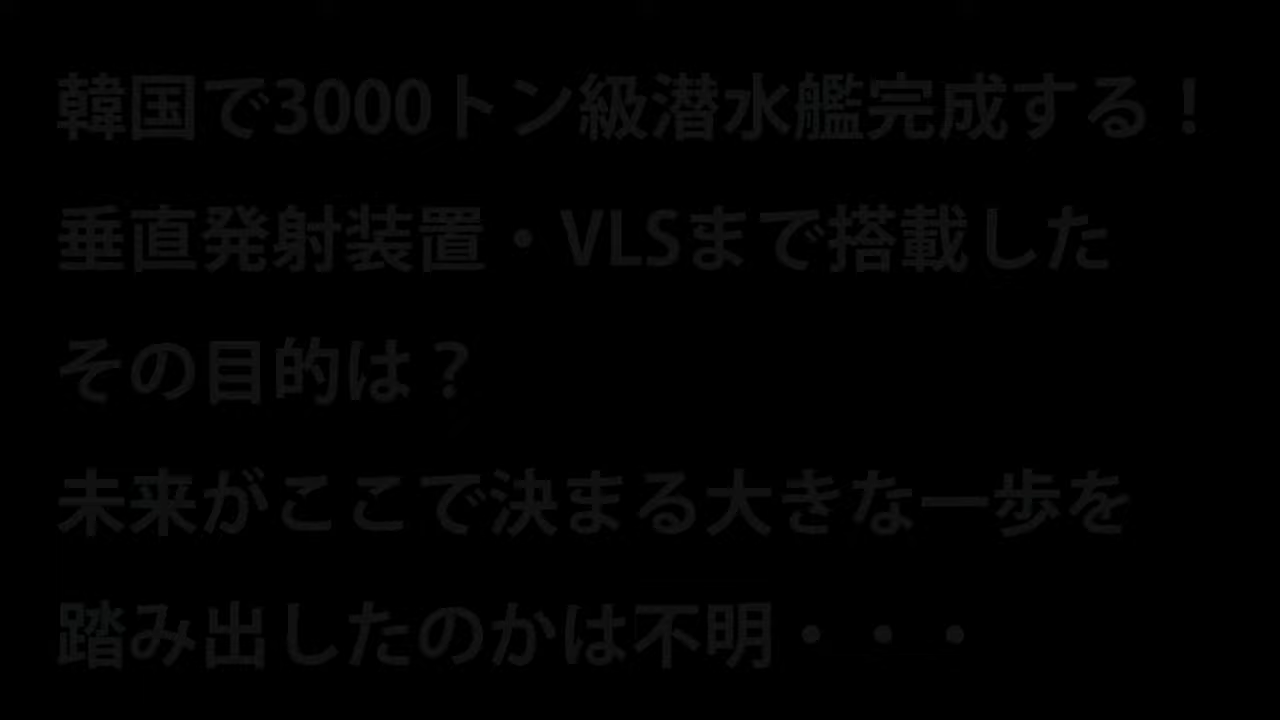 韓国で3000トン級潜水艦完成する！
垂直発射装置・VLSまで搭載した
その目的は？
未来がここで決まる大きな一歩を
踏み出したのかは不明・・・